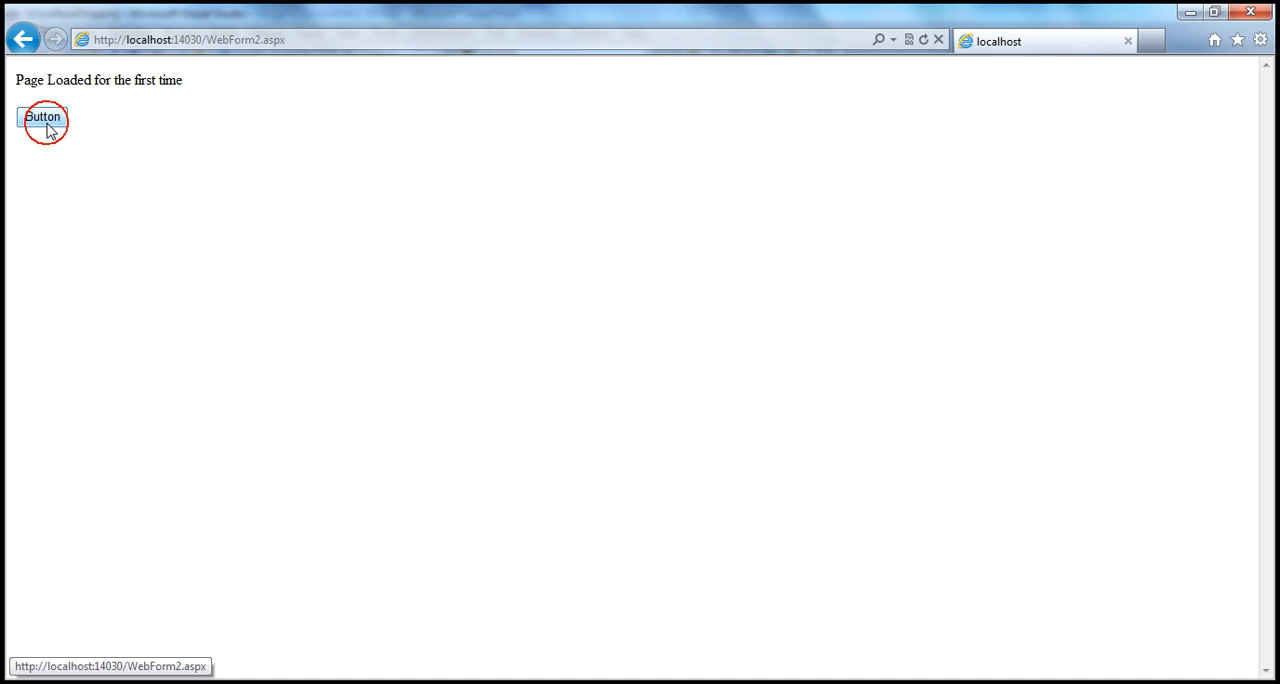 http://localhost:14030/WebForm2.aspx
localhost
Page Loaded for the first time
Button
http://localhost:14030/WebForm2.aspx